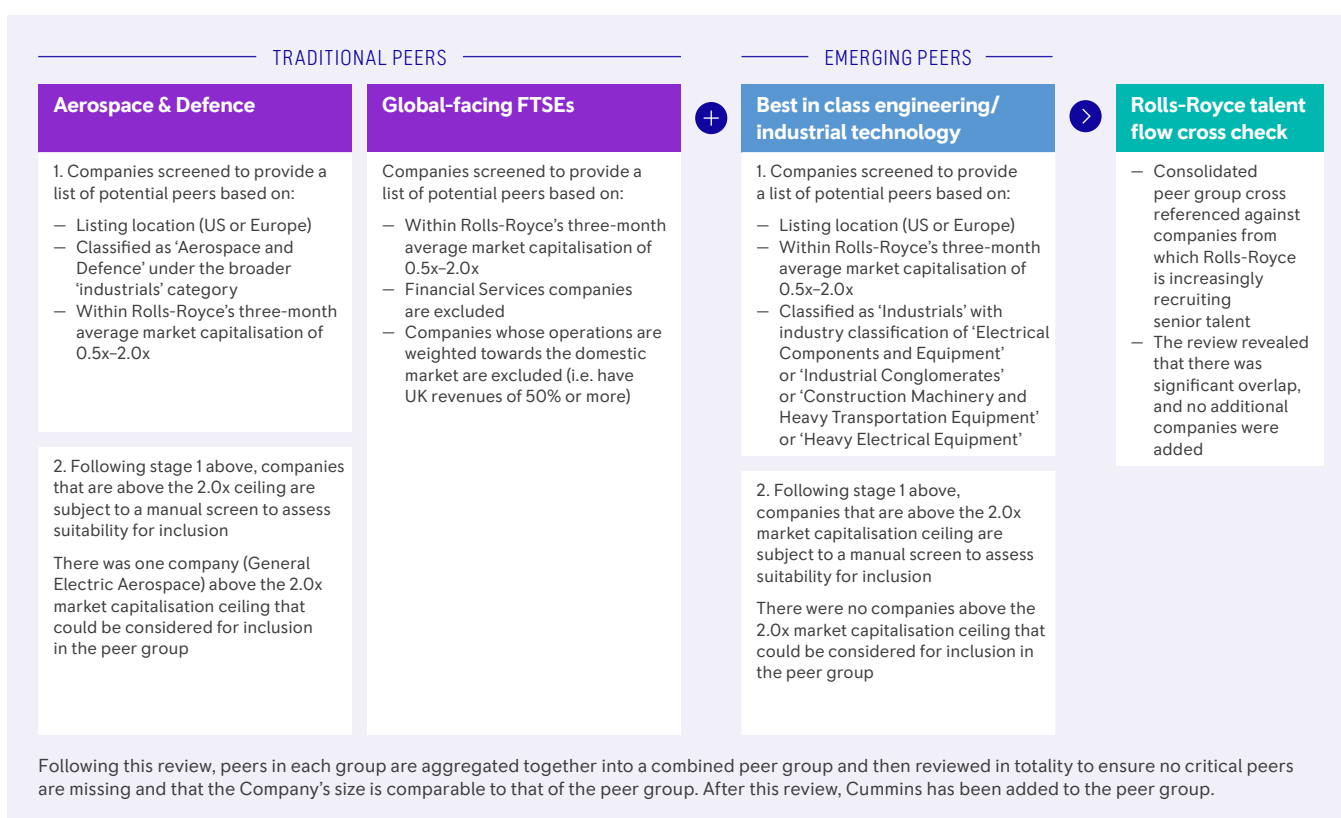 TRADITIONAL PEERS
EMERGING PEERS
Aerospace & Defence
1. Companies screened to provide a
list of potential peers based on:
— Listing location (US or Europe)
— Classified as ‘Aerospace and
Defence’ under the broader
‘industrials’ category
— Within Rolls-Royce’s three-month
average market capitalisation of
0.5x–2.0x
2. Following stage 1 above, companies
that are above the 2.0x ceiling are
subject to a manual screen to assess
suitability for inclusion
There was one company (General
Electric Aerospace) above the 2.0x
market capitalisation ceiling that
could be considered for inclusion
in the peer group
Global-facing FTSEs
Companies screened to provide a
list of potential peers based on:
— Within Rolls-Royce’s three-month
average market capitalisation of
0.5x–2.0x
— Financial Services companies
are excluded
— Companies whose operations are
weighted towards the domestic
market are excluded (i.e. have
UK revenues of 50% or more)
Best in class engineering/
industrial technology
1. Companies screened to provide
a list of potential peers based on:
— Listing location (US or Europe)
— Within Rolls-Royce’s three-month
average market capitalisation of
0.5x–2.0x
— Classified as ‘Industrials’ with
industry classification of ‘Electrical
Components and Equipment’
or ‘Industrial Conglomerates’
or ‘Construction Machinery and
Heavy Transportation Equipment’
or ‘Heavy Electrical Equipment’
2. Following stage 1 above,
companies that are above the 2.0x
market capitalisation ceiling are
subject to a manual screen to assess
suitability for inclusion
There were no companies above the
2.0x market capitalisation ceiling that
could be considered for inclusion in
the peer group
Rolls-Royce talent
flow cross check
— Consolidated
peer group cross
referenced against
companies from
which Rolls-Royce
is increasingly
recruiting
senior talent
— The review revealed
that there was
significant overlap,
and no additional
companies were
added
Following this review, peers in each group are aggregated together into a combined peer group and then reviewed in totality to ensure no critical peers
are missing and that the Company’s size is comparable to that of the peer group. After this review, Cummins has been added to the peer group.